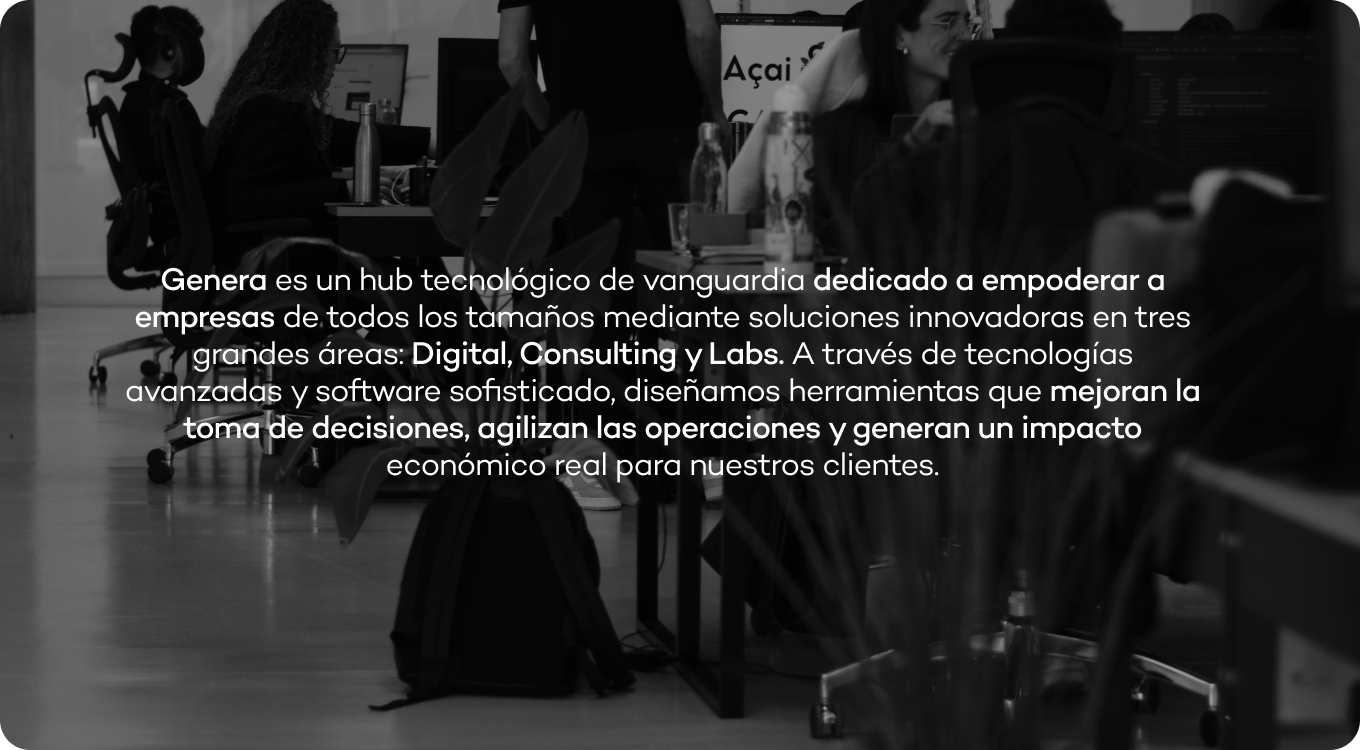 Açai
Genera es un hub tecnológico de vanguardia dedicado a empoderar a
empresas de todos los tamaños mediante soluciones innovadoras en tres
grandes áreas: Digital, Consulting y Labs. A través de tecnologías
avanzadas y software sofisticado, diseñamos herramientas que mejoran la
toma de decisiones, agilizan las operaciones y generan un impacto
económico real para nuestros clientes.